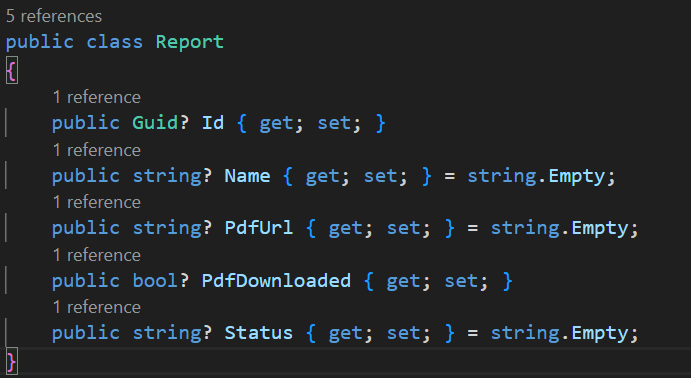 5 references
public class Report
{
1 reference
public Guid? Id { get; set; }
1 reference
public string? Name { get; set; } = string.Empty;
1 reference
public string? PdfUrl { get; set; } = string.Empty;
1 reference
public bool? PdfDownloaded { get; set; }
1 reference
public string? Status { get; set; } = string.Empty;
}